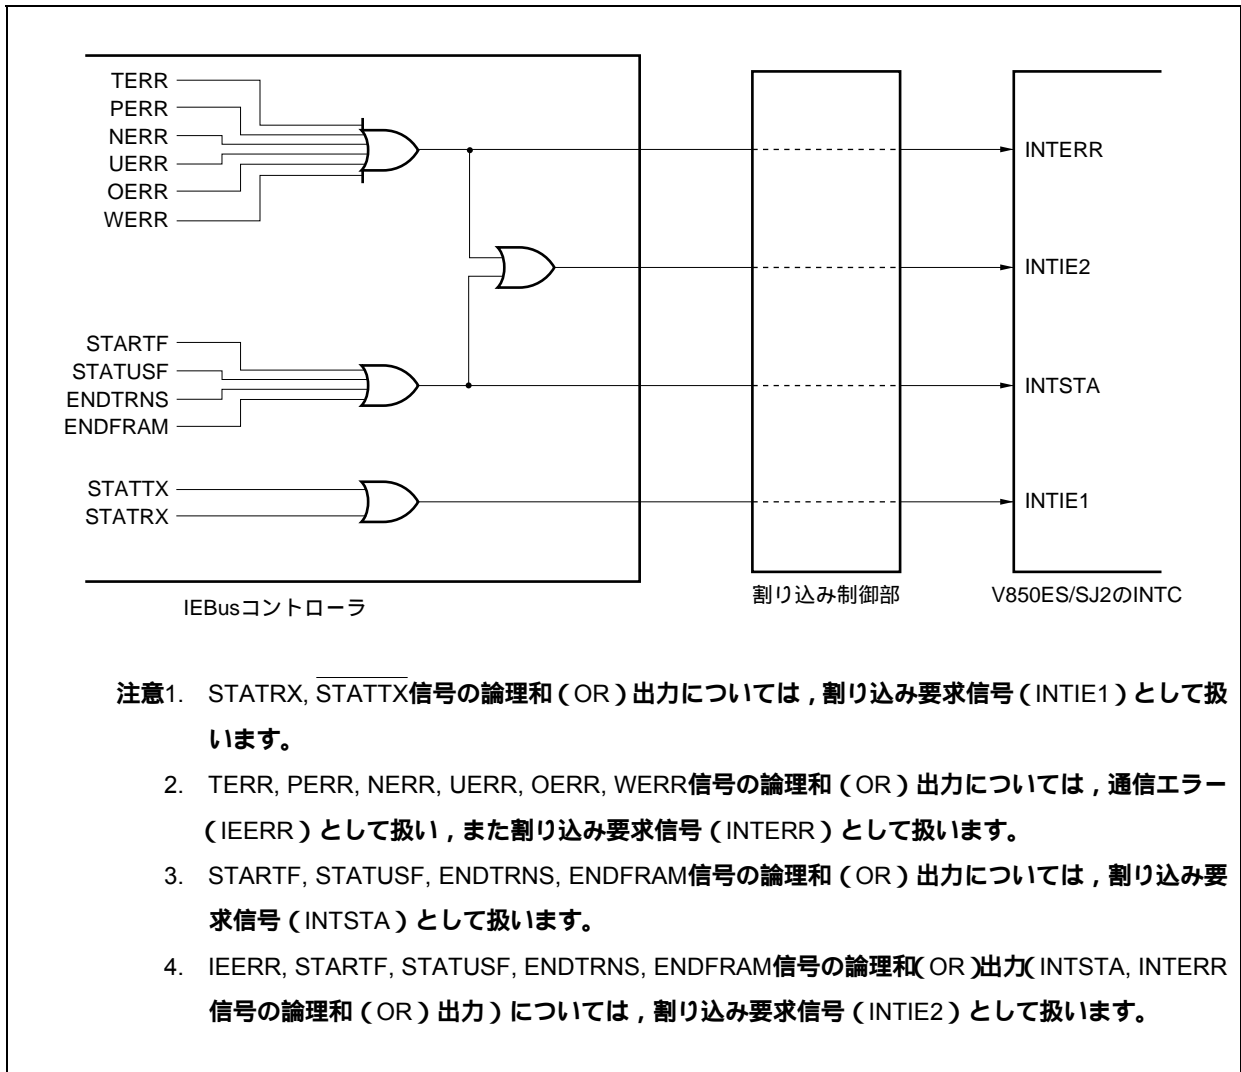 TERR
PERR
NERR
UERR
OERR
WERR
INTERR
INTIE2
STARTF
STATUSF
ENDTRNS
ENDFRAM
INTSTA
STATTX
STATRX
INTIE1
IEBusコントローラ
割り込み制御部
V850ES/SJ2のINTC
注意1. STATRX, STATTX信号の論理和（OR）出力については，割り込み要求信号（INTIE1）として扱
います。
2. TERR, PERR, NERR, UERR, OERR, WERR信号の論理和（OR）出力については，通信エラー
（IEERR）として扱い，また割り込み要求信号（INTERR）として扱います。
3. STARTF, STATUSF, ENDTRNS, ENDFRAM信号の論理和（OR）出力については，割り込み要
求信号（INTSTA）として扱います。
4. IEERR, STARTF, STATUSF, ENDTRNS, ENDFRAM信号の論理和（OR）出力（INTSTA, INTERR
信号の論理和（OR）出力）については，割り込み要求信号（INTIE2）として扱います。